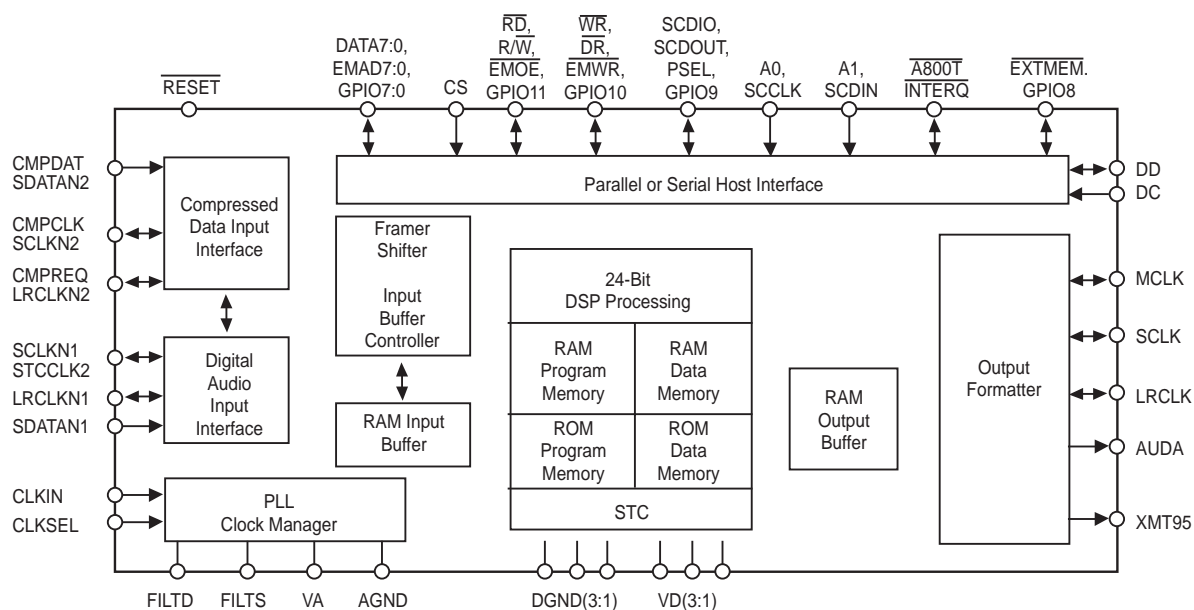 RESET
DATA7:0,
EMAD7:0,
GPIO7:0
CS
RD,
R/W,
EMOE,
GPIO11
WR,
DR,
EMWR,
GPIO10
SCDIO,
SCDOUT,
PSEL,
GPIO9
A0,
SCCLK
A1,
SCDIN
A800T
INTERQ
EXTMEM.
GPIO8
CMPDAT
SDATAN2
CMPCLK
SCLKN2
CMPREQ
LRCLKN2
SCLKN1
STCCLK2
LRCLKN1
SDATAN1
CLKIN
CLKSEL
Compressed
Data Input
Interface
Digital
Audio
Input
Interface
PLL
Clock Manager
Parallel or Serial Host Interface
Framer
Shifter
Input
Buffer
Controller
RAM Input
Buffer
24-Bit
DSP Processing
RAM
Program
Memory
RAM
Data
Memory
ROM
Program
Memory
ROM
Data
Memory
STC
RAM
Output
Buffer
Output
Formatter
DD
DC
MCLK
SCLK
LRCLK
AUDA
XMT95
FILTD
FILTS
VA
AGND
DGND(3:1)
VD(3:1)